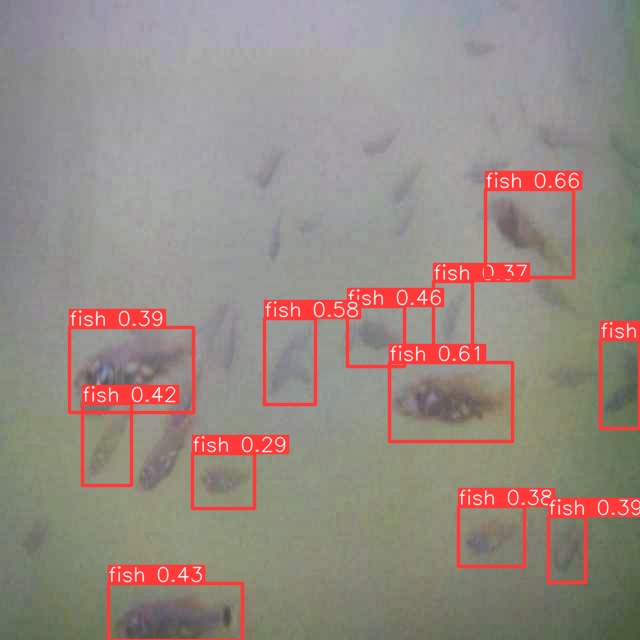 fish 0.66
fish 0.37
fish 0.46
fish 0.58
fish 0.39
fish
fish 0.61
fish 0.42
fish 0.29
fish 0.38
fish 0.39
fish 0.43